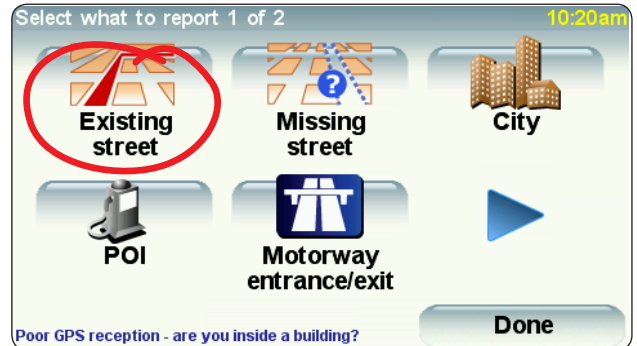 Select what to report 1 of 2
10:20am
Existing
street
Missing
street
City
?
POI
Motorway
entrance/exit
Poor GPS reception - are you inside a building?
Done